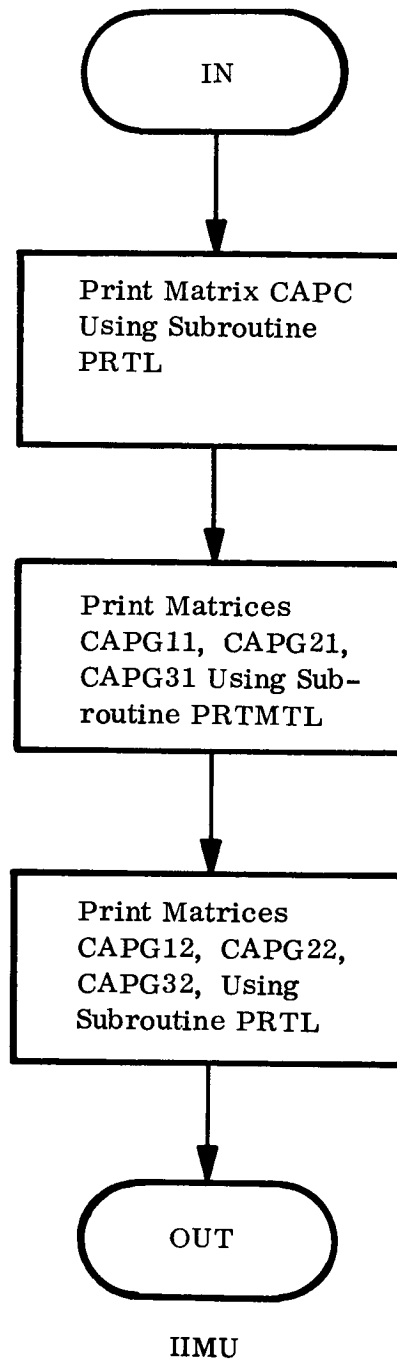 IN
Print Matrix CAPC
Using Subroutine
PRTL
Print Matrices
CAPG11, CAPG21,
CAPG31 Using Sub-
routine PRTMTL
Print Matrices
CAPG12, CAPG22,
CAPG32, Using
Subroutine PRTL
OUT
IIMU